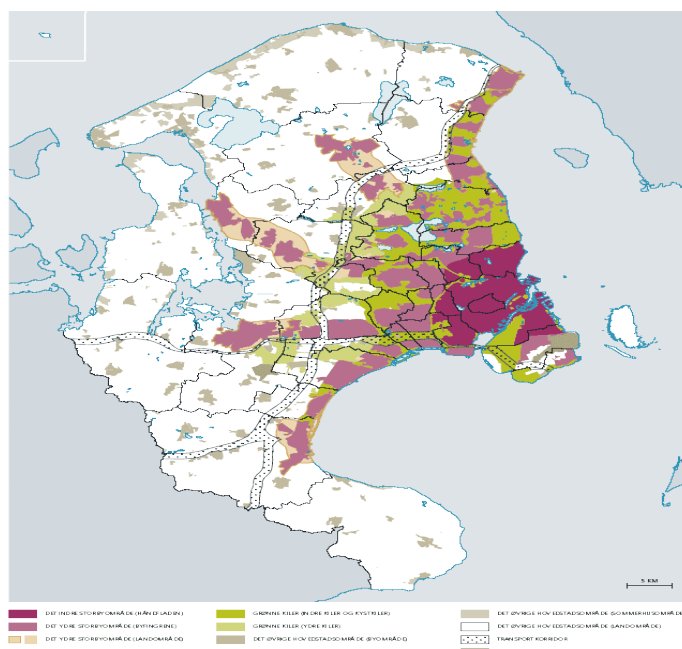 5 KM
DET INDRE STORBYOMRÅDE (HÅNDFLADEN)
DET YDRE STORBYOMRÅDE (BYFINGRENE)
DET YDRE STORBYOMRÅDE (LANDOMRÅDE)
GRØNNE KILER (INDRE KILER OG KYSTKILER)
GRØNNE KILER (YDRE KILER)
DET ØVRIGE HOVEDSTADSOMRÅDE (BYOMRÅDE)
DET ØVRIGE HOVEDSTADSOMRÅDE (SOMMERHUSOMRÅDE
DET ØVRIGE HOVEDSTADSOMRÅDE (LANDOMRÅDE)
TRANSPORTKORRIDOR